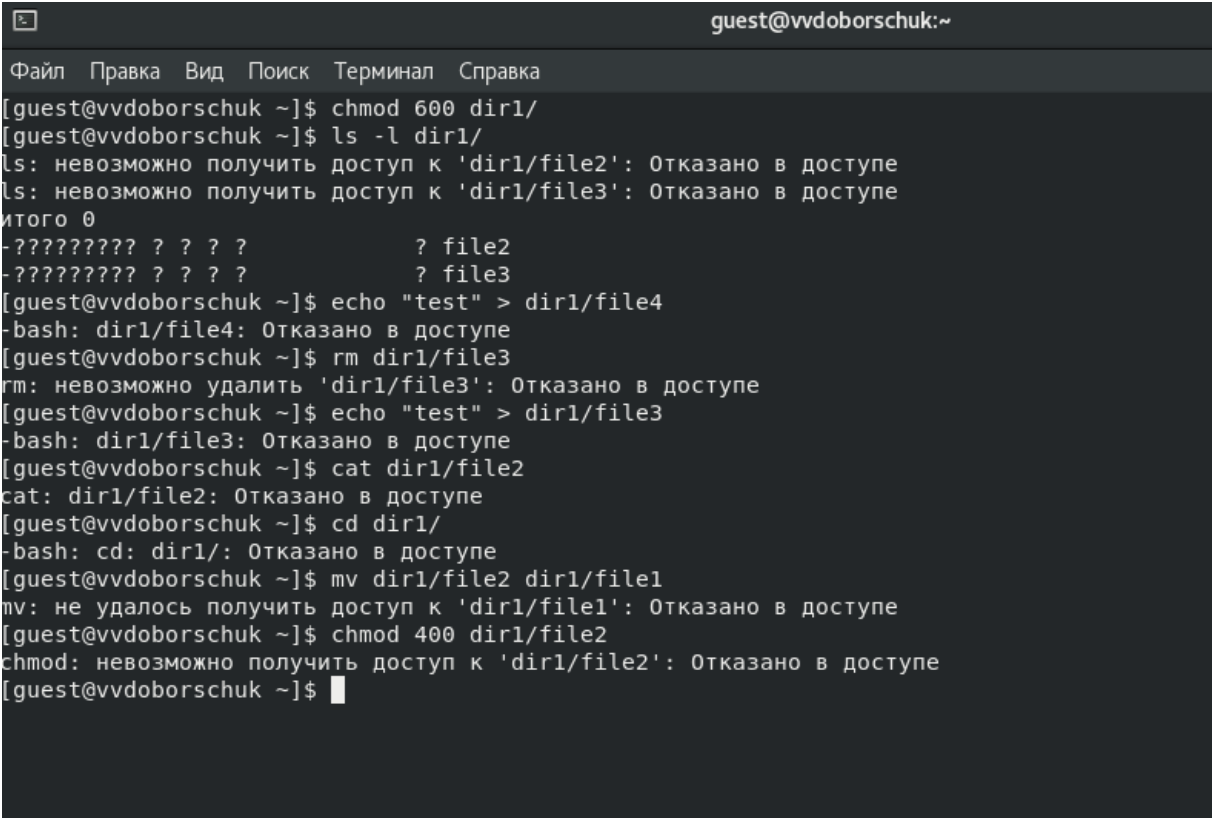 guest@vvdoborschuk:~
Файл Правка Вид Поиск Терминал Справка
[guest@vvdoborschuk ~]$ chmod 600 dir1/
[guest@vvdoborschuk ~]$ ls -l dir1/
ls: невозможно получить доступ к 'dir1/file2': Отказано в доступе
ls: невозможно получить доступ к 'dir1/file3': Отказано в доступе
итого 0
-????????? ? ? ? ?            ? file2
-????????? ? ? ? ?            ? file3
[guest@vvdoborschuk ~]$ echo "test" > dir1/file4
-bash: dir1/file4: Отказано в доступе
[guest@vvdoborschuk ~]$ rm dir1/file3
rm: невозможно удалить 'dir1/file3': Отказано в доступе
[guest@vvdoborschuk ~]$ echo "test" > dir1/file3
-bash: dir1/file3: Отказано в доступе
[guest@vvdoborschuk ~]$ cat dir1/file2
cat: dir1/file2: Отказано в доступе
[guest@vvdoborschuk ~]$ cd dir1/
-bash: cd: dir1/: Отказано в доступе
[guest@vvdoborschuk ~]$ mv dir1/file2 dir1/file1
mv: не удалось получить доступ к 'dir1/file1': Отказано в доступе
[guest@vvdoborschuk ~]$ chmod 400 dir1/file2
chmod: невозможно получить доступ к 'dir1/file2': Отказано в доступе
[guest@vvdoborschuk ~]$